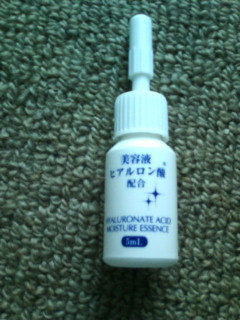 美容液
ヒアルロン酸
配合
HYALURONATE ACID
MOISTURE ESSENCE
5mL